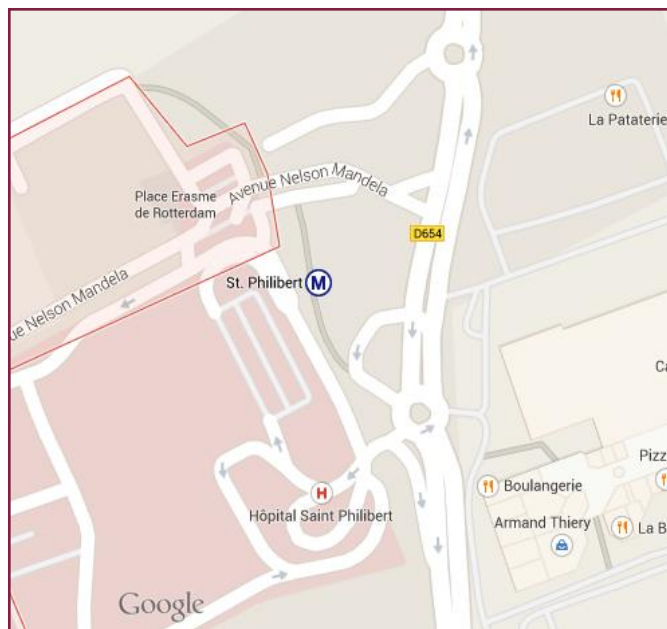 La Pataterie
Avenue Nelson Mandela
Place Erasme
de Rotterdam
D654
St. Philibert M
ue Nelson Mandela
Ca
Pizz
Boulangerie
H
Hôpital Saint Philibert
Armand Thiery
La B
Google